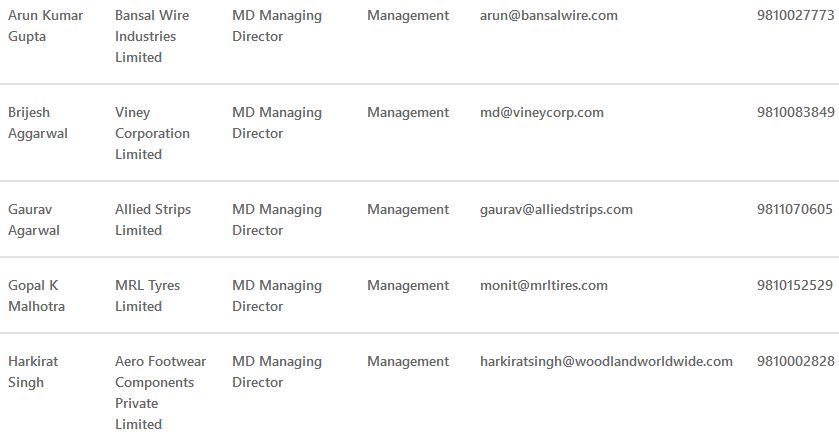 Arun Kumar Bansal Wire MD Managing Management arun@bansalwire.com 9810027773
Gupta Industries Director
Limited
Brijesh Viney MD Managing Management md@vineycorp.com 9810083849
Aggarwal Corporation Director
Limited
Gaurav Allied Strips MD Managing Management gaurav@alliedstrips.com 9811070605
Agarwal Limited Director
Gopal K MRL Tyres MD Managing Management monit@mrltires.com 9810152529
Malhotra Limited Director
Harkirat Aero Footwear MD Managing Management harkiratsingh@woodlandworldwide.com 9810002828
Singh Components Director
Private
Limited